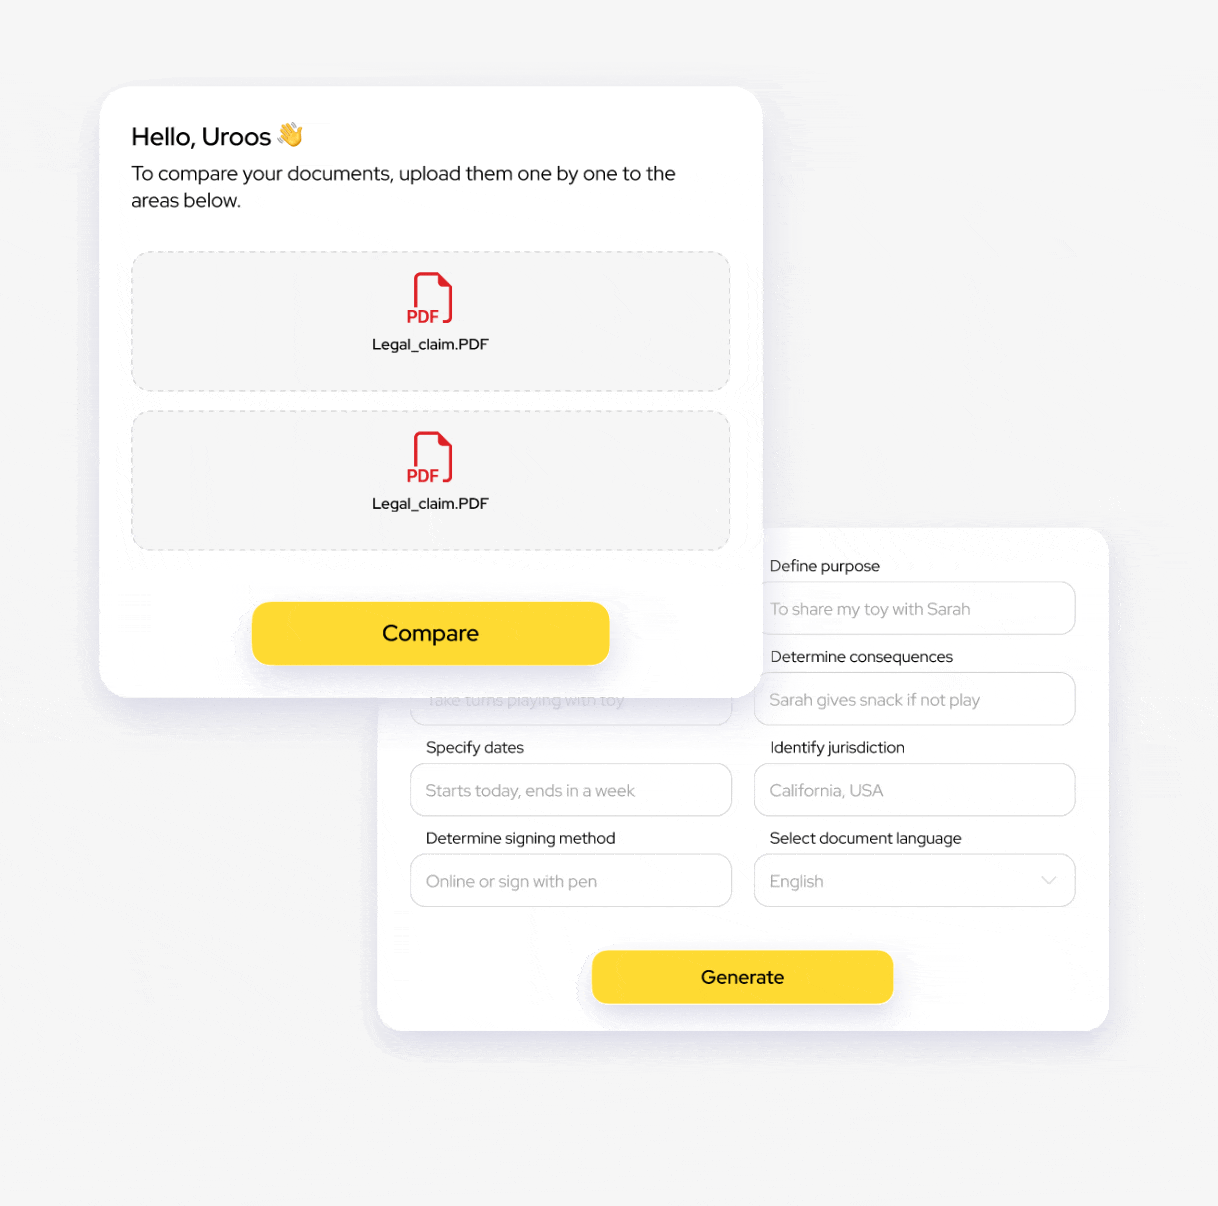 Hello, Uroos 👋
To compare your documents, upload them one by one to the
areas below.
PDF
Legal_claim.PDF
PDF
Legal_claim.PDF
Compare
Define purpose
To share my toy with Sarah
Determine consequences
Take turns playing with toy
Sarah gives snack if not play
Specify dates
Identify jurisdiction
Starts today, ends in a week
California, USA
Determine signing method
Select document language
Online or sign with pen
English
Generate